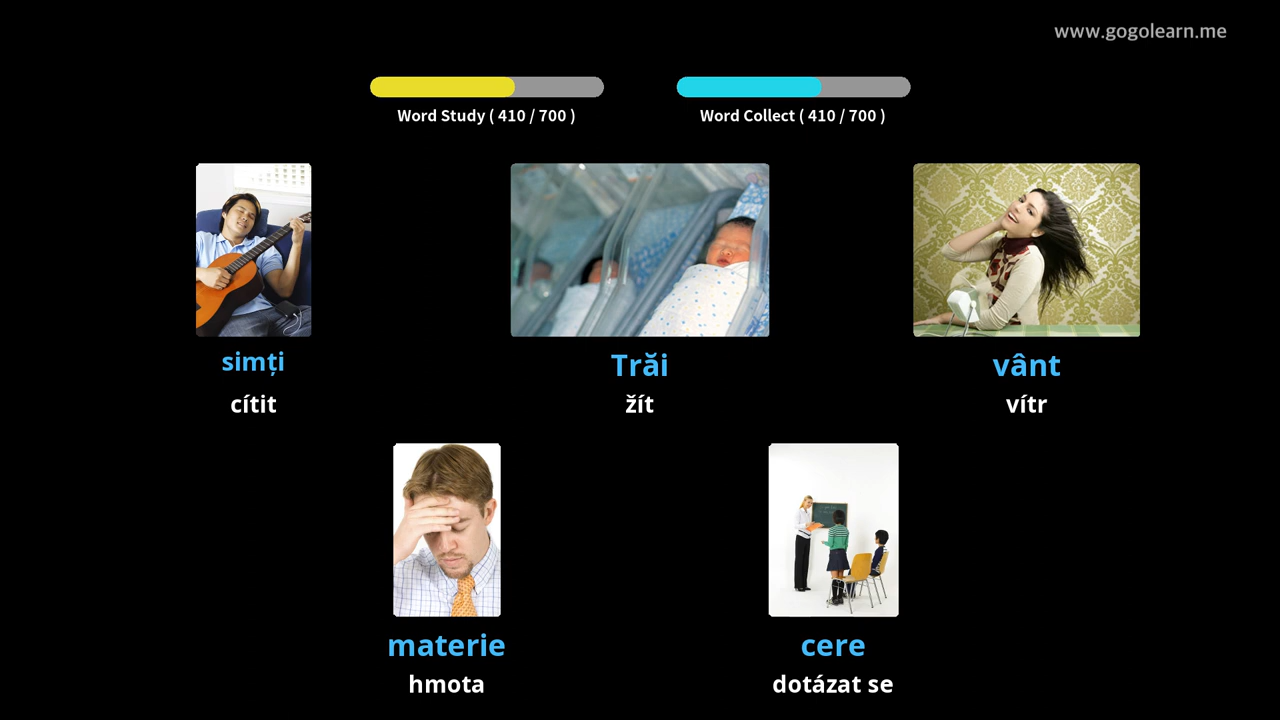 www.gogolearn.me
Word Study ( 410 / 700 )
Word Collect ( 410 / 700 )
simți
Trăi
vânt
cítit
žít
vítr
materie
cere
hmota
dotázat se